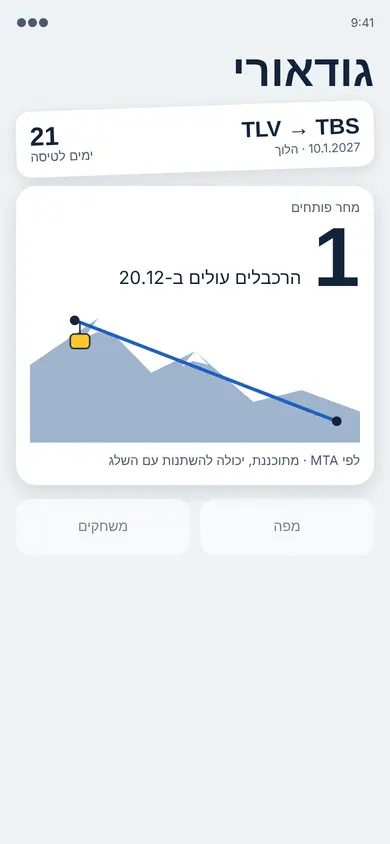 9:41
גודאורי
TLV → TBS
10.1.2027 · הלוך
21
ימים לטיסה
מחר פותחים
1
הרכבלים עולים ב-20.12
לפי MTA · מתוכננת, יכולה להשתנות עם השלג
מפה
משחקים